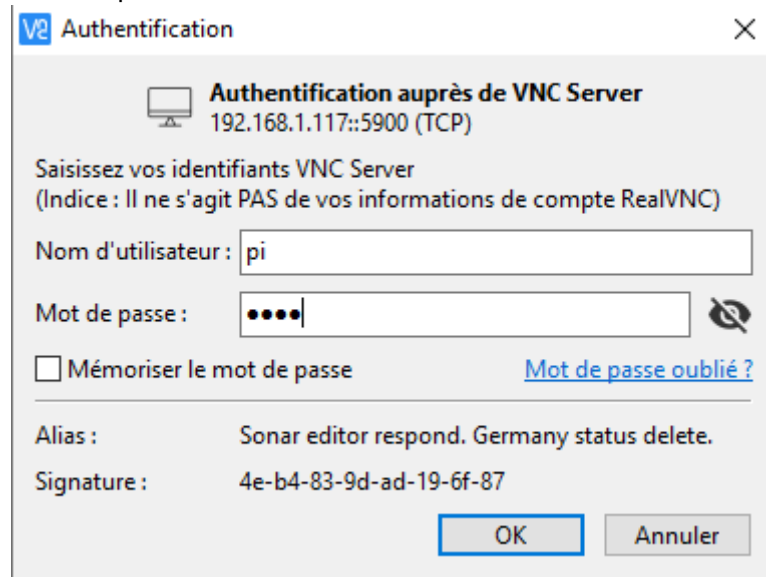 V2 Authentification
Authentification auprès de VNC Server
192.168.1.117::5900 (TCP)
Saisissez vos identifiants VNC Server
(Indice : Il ne s'agit PAS de vos informations de compte RealVNC)
Nom d'utilisateur : pi
Mot de passe : ••••
Mémoriser le mot de passe Mot de passe oublié ?
Alias : Sonar editor respond. Germany status delete.
Signature : 4e-b4-83-9d-ad-19-6f-87
OK Annuler